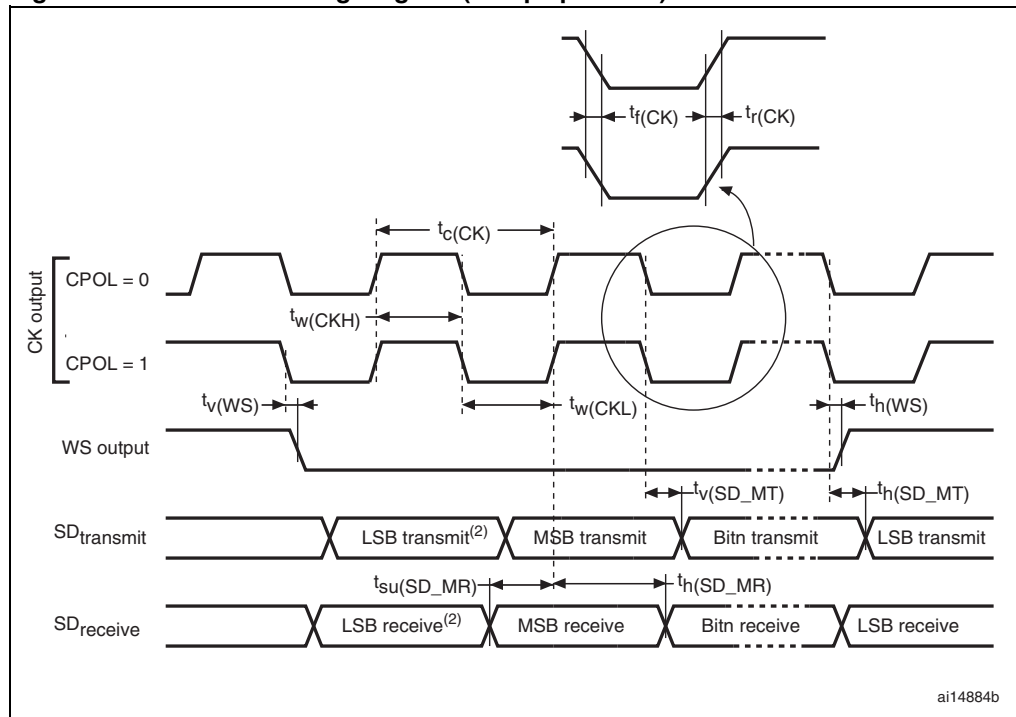 tf(CK)
tr(CK)
tc(CK)
CK output
CPOL = 0
tw(CKH)
CPOL = 1
tv(WS)
tw(CKL)
th(WS)
WS output
tv(SD_MT)
th(SD_MT)
SDtransmit
LSB transmit(2)
MSB transmit
Bitn transmit
LSB transmit
tsu(SD_MR)
th(SD_MR)
SDreceive
LSB receive(2)
MSB receive
Bitn receive
LSB receive
ai14884b